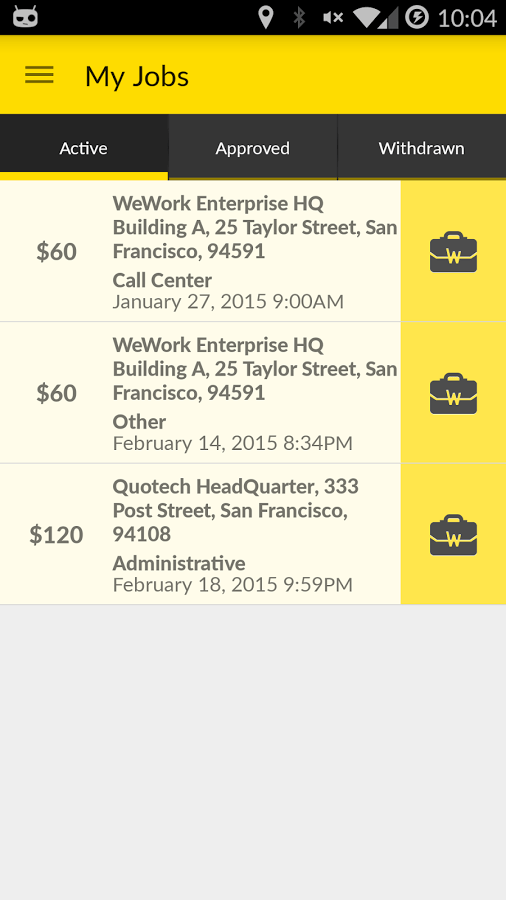 10:04
My Jobs
Active Approved Withdrawn
$60
WeWork Enterprise HQ
Building A, 25 Taylor Street, San
Francisco, 94591
Call Center
January 27, 2015 9:00AM
W
$60
WeWork Enterprise HQ
Building A, 25 Taylor Street, San
Francisco, 94591
Other
February 14, 2015 8:34PM
W
$120
Quotech HeadQuarter, 333
Post Street, San Francisco,
94108
Administrative
February 18, 2015 9:59PM
W